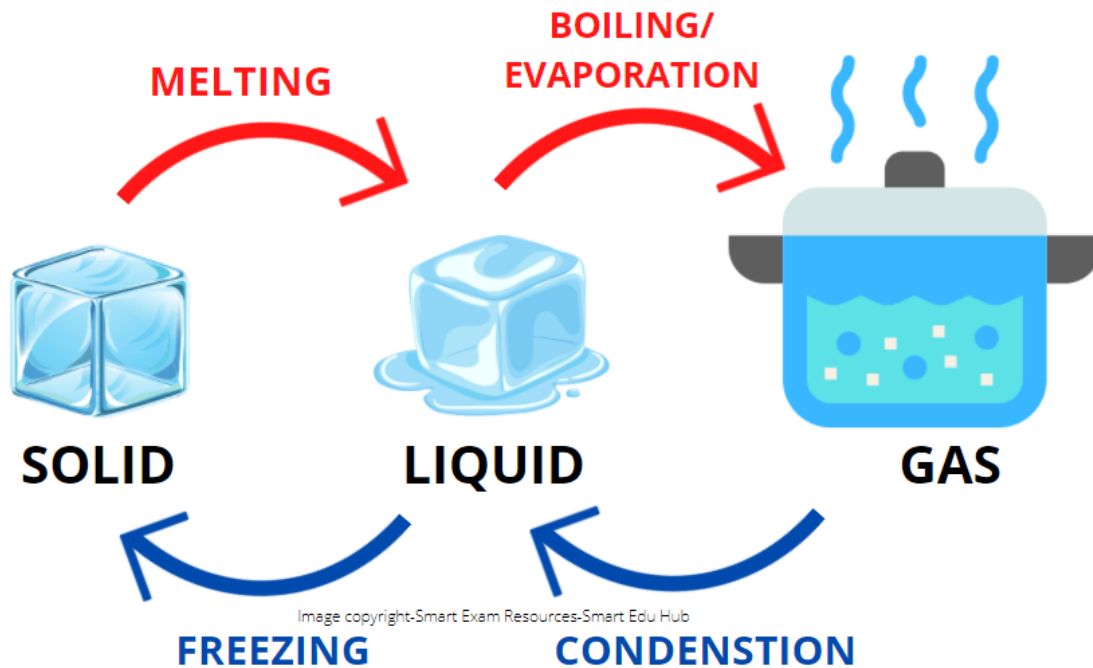 BOILING/
EVAPORATION
MELTING
SOLID
LIQUID
GAS
Image copyright-Smart Exam Resources-Smart Edu Hub
FREEZING
CONDENSTION